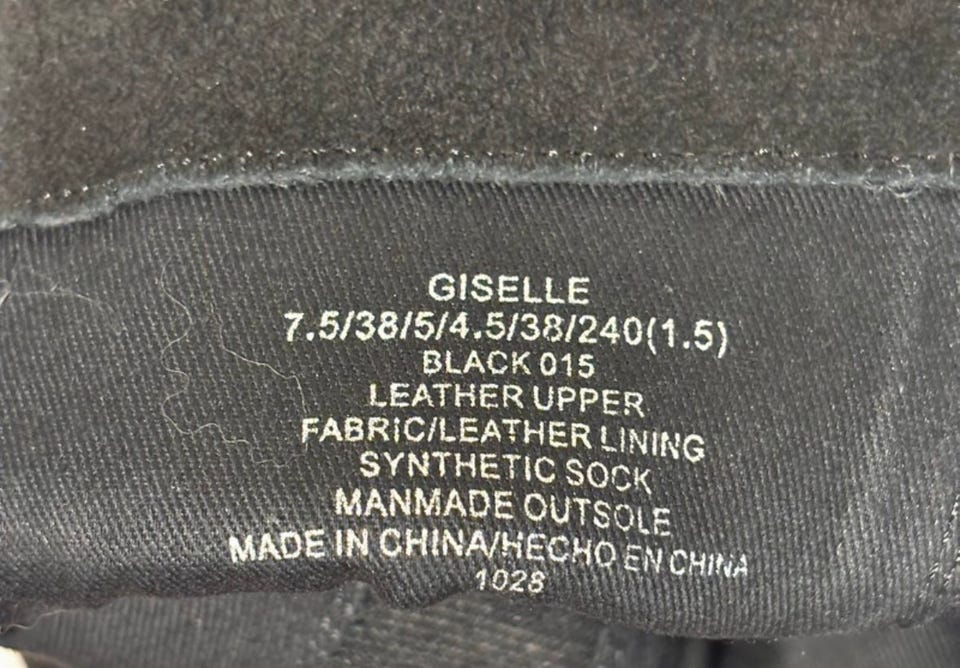 GISELLE
7.5/38/5/4.5/38/240(1.5)
BLACK 015
LEATHER UPPER
FABRIC/LEATHER LINING
SYNTHETIC SOCK
MANMADE OUTSOLE
MADE IN CHINA/HECHO EN CHINA
1028